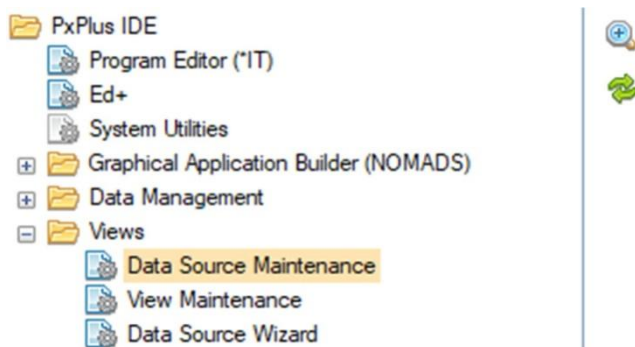 PxPlus IDE
Program Editor (*IT)
Ed+
System Utilities
Graphical Application Builder (NOMADS)
Data Management
Views
Data Source Maintenance
View Maintenance
Data Source Wizard